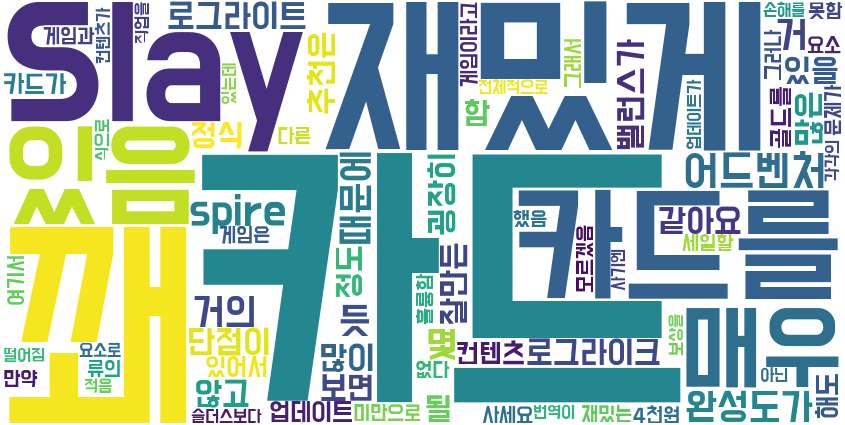 Slay
재밌게
로그라이트
게임과
컨텐츠가
직업을
카드가
추천은
있는데
게임이라고
전체적으로
그래서
밸런스가
손해를
못함
거
요소
그러나
있을
많은
골드를
업데이트가
문제가
각각의
있음
식으로
정식
다른
함
어드벤처
spire
게임은
때문에
굉장히
카드
했음
카드를
같아요
세일할
모르겠음
사기엔
깨
여기서
정도
잘만든
훌륭함
거의
듯
단점이
있어서
많이
보면
몇
없다
컨텐츠
로그라이크
보상을
매우
떨어짐
요소로
류의
만약
적음
않고
슬더스보다
업데이트
미만으로
될
사세요
번역이
재밌는
4천원
아닌
완성도가
해도